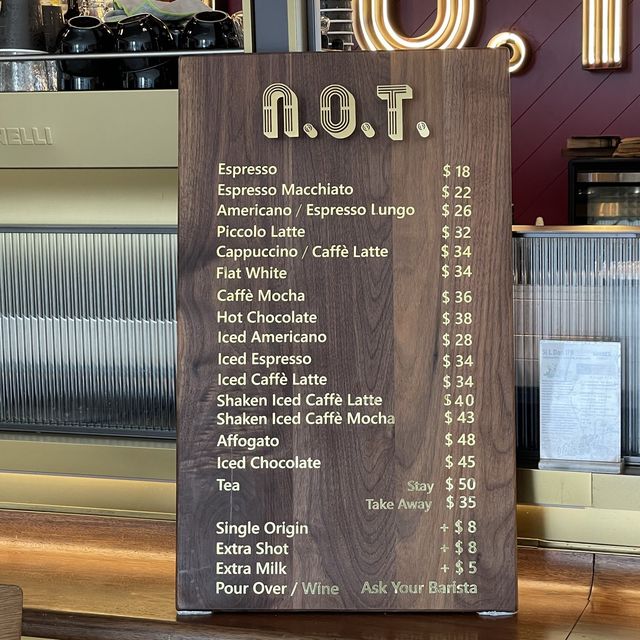 NELLI
O.T.
N.O.T.
Espresso $ 18
Espresso Macchiato $ 22
Americano / Espresso Lungo $ 26
Piccolo Latte $ 32
Cappuccino / Caffè Latte $ 34
Flat White $ 34
Caffè Mocha $ 36
Hot Chocolate $ 38
Iced Americano $ 28
Iced Espresso $ 34
Iced Caffè Latte $ 34
Shaken Iced Caffè Latte $ 40
Shaken Iced Caffè Mocha $ 43
Affogato $ 48
Iced Chocolate $ 45
Tea Stay $ 50
Take Away $ 35
Single Origin + $ 8
Extra Shot + $ 8
Extra Milk + $ 5
Pour Over / Wine Ask Your Barista